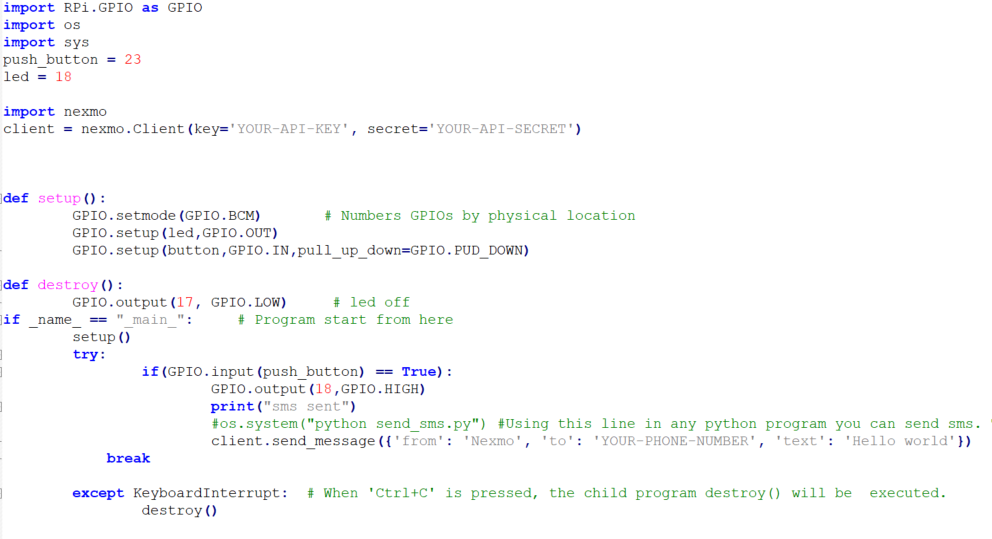 import RPi.GPIO as GPIO
import os
import sys
push_button = 23
led = 18
import nexmo
client = nexmo.Client(key='YOUR-API-KEY', secret='YOUR-API-SECRET')
def setup():
GPIO.setmode(GPIO.BCM) # Numbers GPIOs by physical location
GPIO.setup(led,GPIO.OUT)
GPIO.setup(button,GPIO.IN,pull_up_down=GPIO.PUD_DOWN)
def destroy():
GPIO.output(17, GPIO.LOW) # led off
if _name_ == "_main_": # Program start from here
setup()
try:
if(GPIO.input(push_button) == True):
GPIO.output(18,GPIO.HIGH)
print("sms sent")
#os.system("python send_sms.py") #Using this line in any python program you can send sms.
client.send_message({'from': 'Nexmo', 'to': 'YOUR-PHONE-NUMBER', 'text': 'Hello world'})
break
except KeyboardInterrupt: # When 'Ctrl+C' is pressed, the child program destroy() will be executed.
destroy()